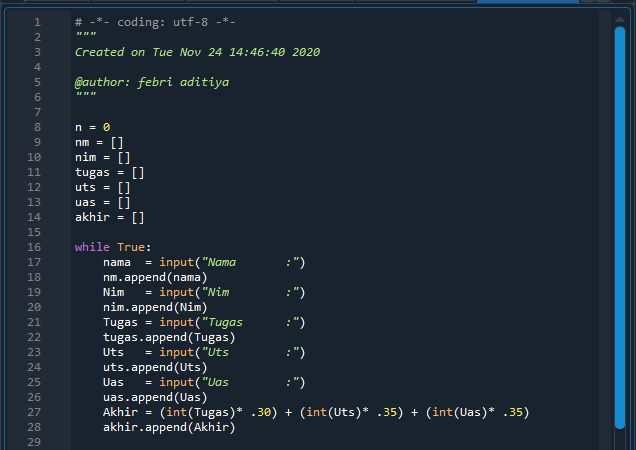 1 # -*- coding: utf-8 -*-
2 """
3 Created on Tue Nov 24 14:46:40 2020
4
5 @author: febri aditiya
6 """
7
8 n = 0
9 nm = []
10 nim = []
11 tugas = []
12 uts = []
13 uas = []
14 akhir = []
15
16 while True:
17     nama  = input("Nama       :")
18     nm.append(nama)
19     Nim   = input("Nim        :")
20     nim.append(Nim)
21     Tugas = input("Tugas      :")
22     tugas.append(Tugas)
23     Uts   = input("Uts        :")
24     uts.append(Uts)
25     Uas   = input("Uas        :")
26     uas.append(Uas)
27     Akhir = (int(Tugas)* .30) + (int(Uts)* .35) + (int(Uas)* .35)
28     akhir.append(Akhir)
29